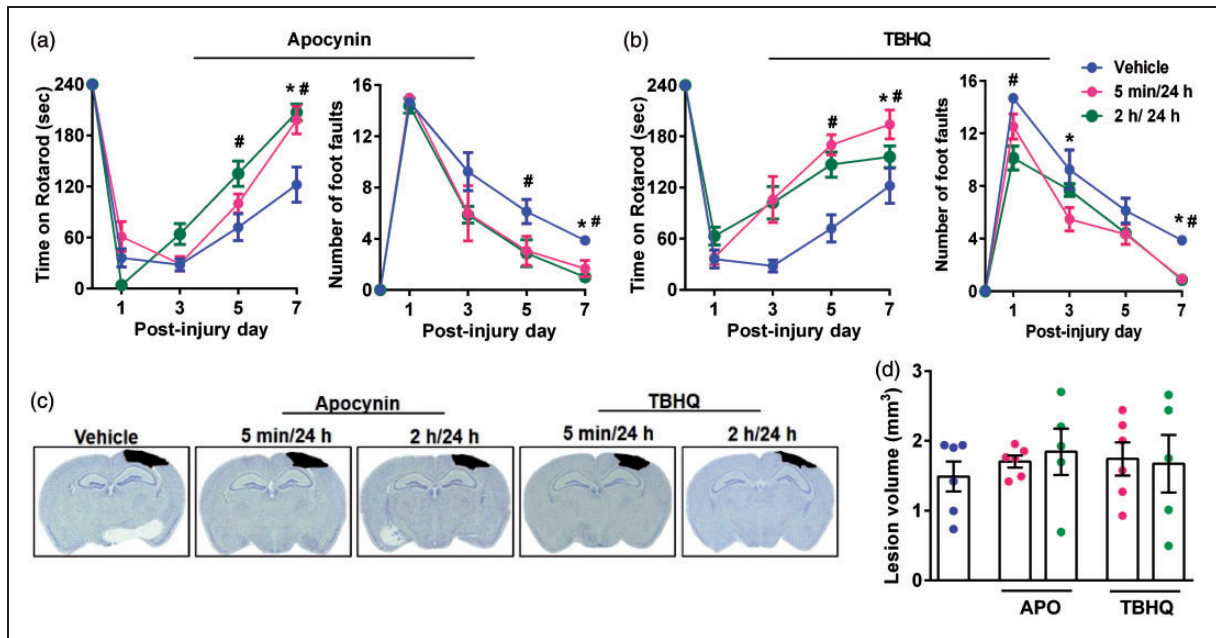 (a)
Apocynin
Time on Rotarod (sec)
240
180
120
60
0
* #
#
1 3 5 7
Post-injury day
Number of foot faults
16
12
8
4
0
#
* #
1 3 5 7
Post-injury day
(b)
TBHQ
Time on Rotarod (sec)
240
180
120
60
0
* #
#
1 3 5 7
Post-injury day
Number of foot faults
16
12
8
4
0
#
*
* #
1 3 5 7
Post-injury day
Vehicle
5 min/24 h
2 h/ 24 h
(c)
Apocynin
TBHQ
Vehicle 5 min/24 h 2 h/24 h 5 min/24 h 2 h/24 h
(d)
Lesion volume (mm³)
3
2
1
0
APO TBHQ